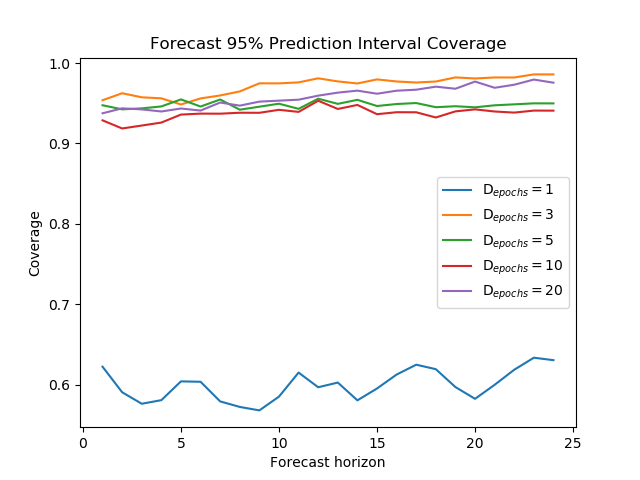 Forecast 95% Prediction Interval Coverage
1.0
0.9
0.8
0.7
0.6
Coverage
D_epochs = 1
D_epochs = 3
D_epochs = 5
D_epochs = 10
D_epochs = 20
0 5 10 15 20 25
Forecast horizon